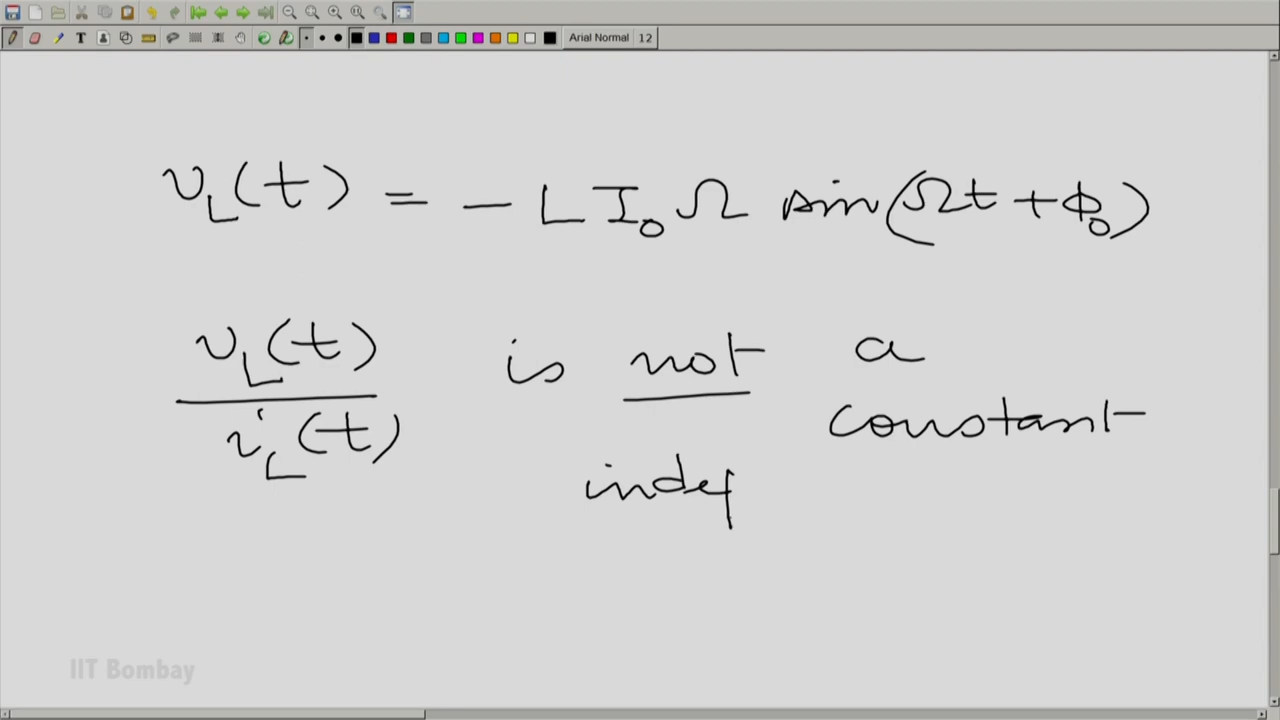 Arial Normal 12
v_L(t) = - L I_0 Ω sin(Ωt + ϕ_0)
v_L(t) / i_L(t) is not a
constant
indep
IIT Bombay